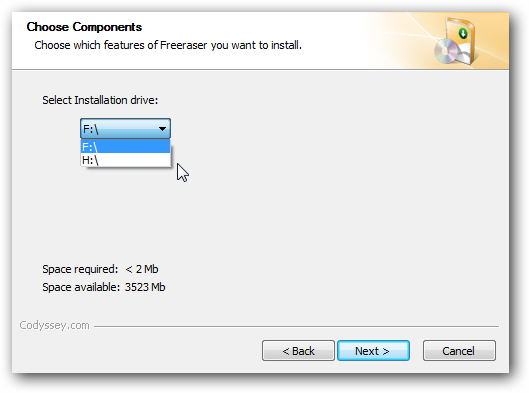 Choose Components
Choose which features of Freeraser you want to install.
Select Installation drive:
F:\
F:\
H:\
Space required: < 2 Mb
Space available: 3523 Mb
Codyssey.com
< Back
Next >
Cancel